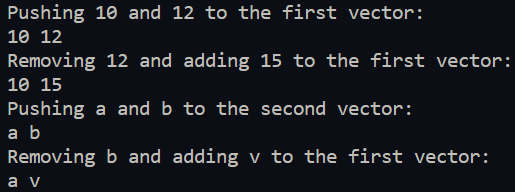 Pushing 10 and 12 to the first vector:
10 12
Removing 12 and adding 15 to the first vector:
10 15
Pushing a and b to the second vector:
a b
Removing b and adding v to the first vector:
a v